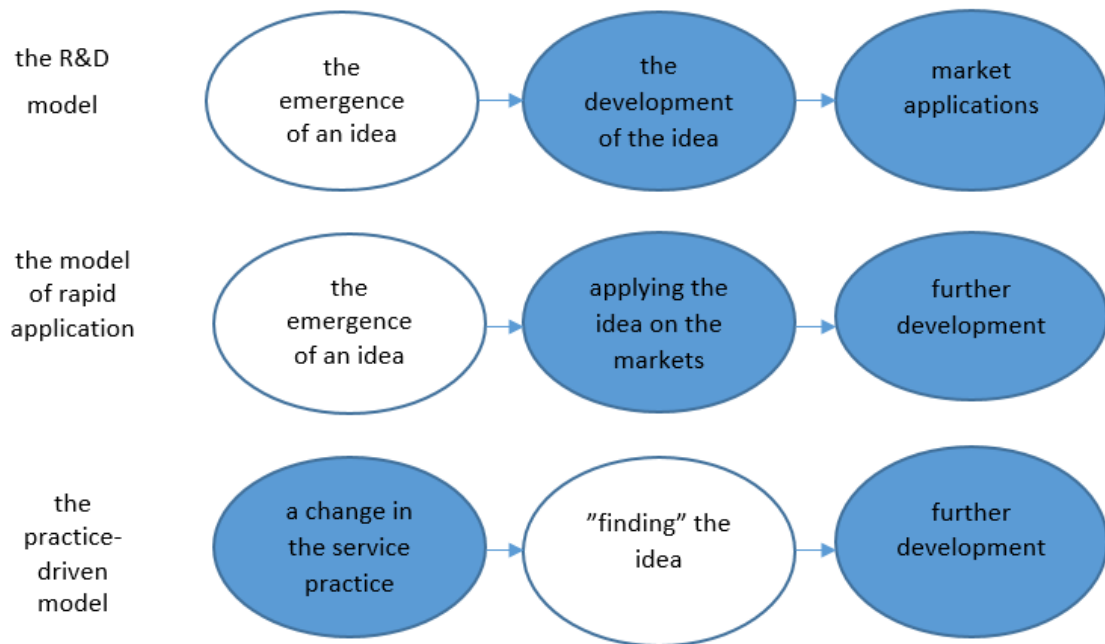 the R&D
model
the
emergence
of an idea
the
development
of the idea
market
applications
the model
of rapid
application
the
emergence
of an idea
applying the
idea on the
markets
further
development
the
practice-
driven
model
a change in
the service
practice
”finding” the
idea
further
development